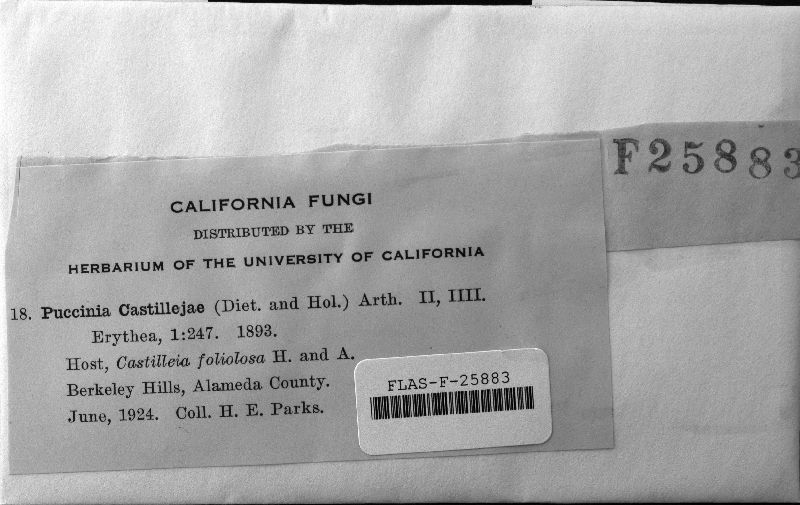 F25883
CALIFORNIA FUNGI
DISTRIBUTED BY THE
HERBARIUM OF THE UNIVERSITY OF CALIFORNIA
18. Puccinia Castillejae (Diet. and Hol.) Arth. II, IIII.
Erythea, 1:247. 1893.
Host, Castilleia foliolosa H. and A.
Berkeley Hills, Alameda County.
June, 1924. Coll. H. E. Parks.
FLAS-F-25883